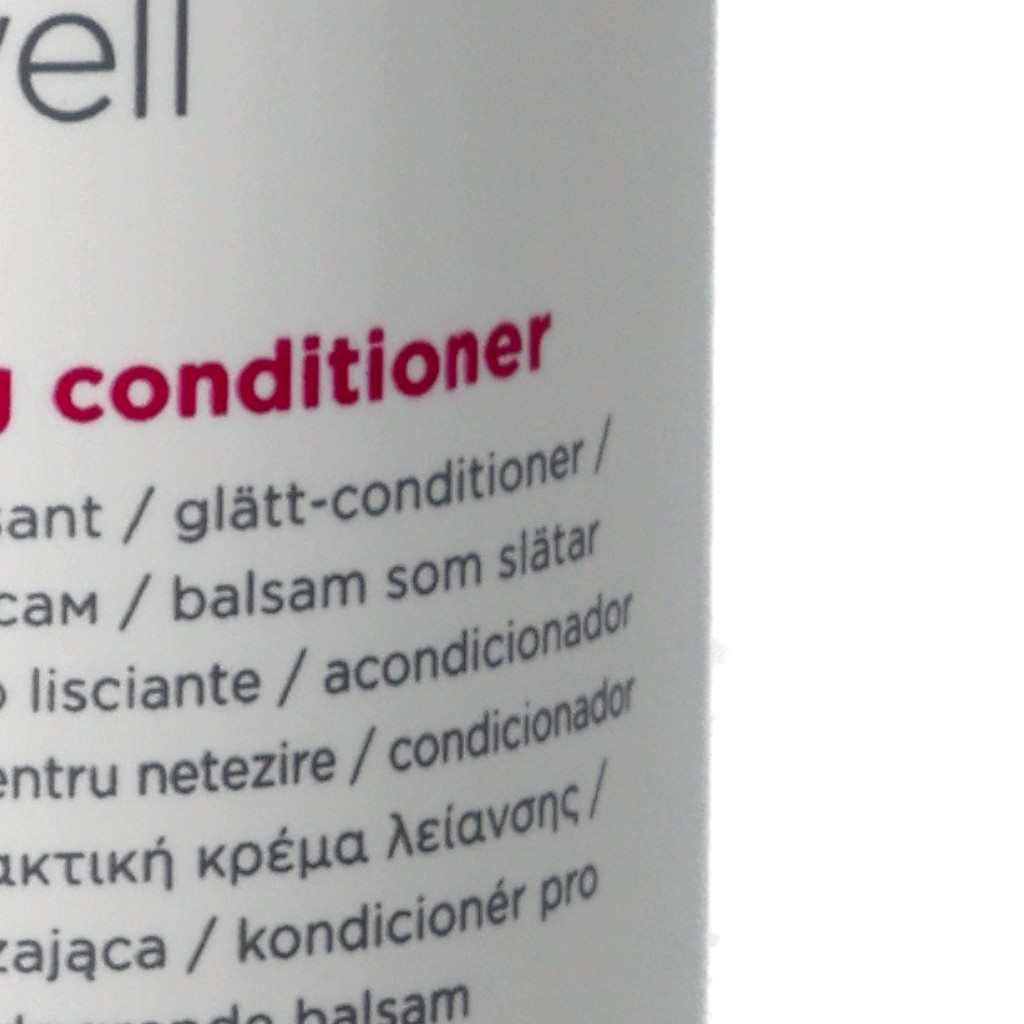 ell
conditioner
sant / glätt-conditioner /
сам / balsam som slätar
lisciante / acondicionador
entru netezire / condicionador
ακτική κρέμα λείανσης /
zająca / kondicionér pro
balsam